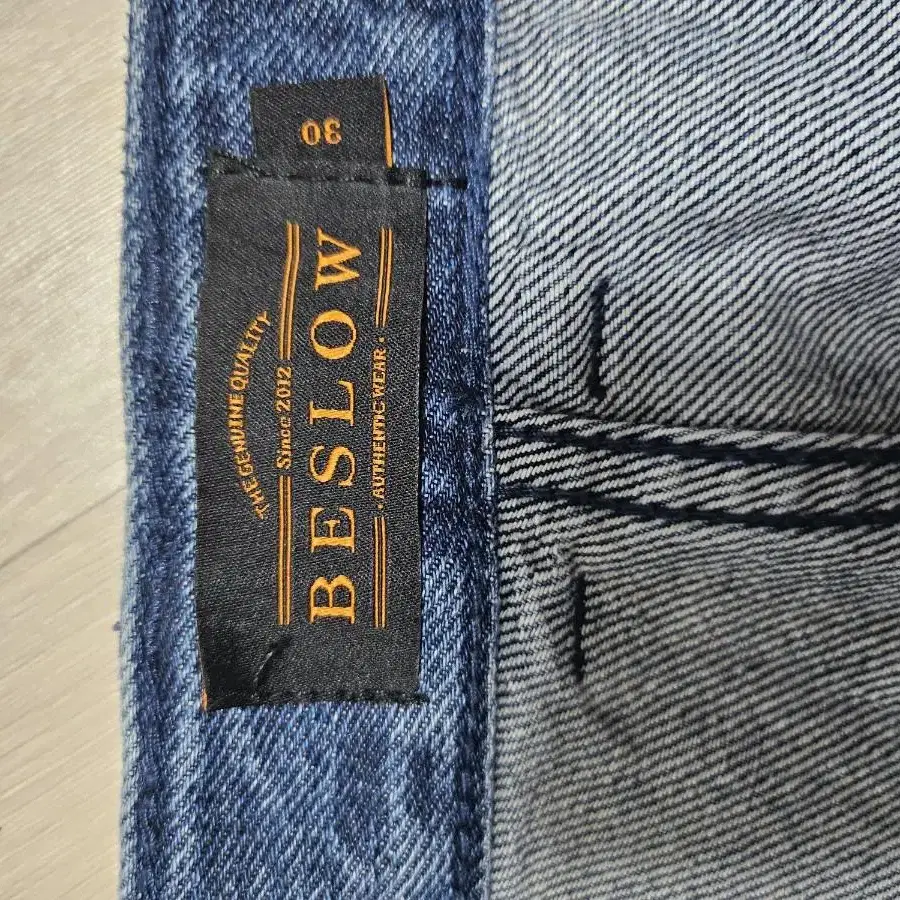 THE GENUINE QUALITY
Since 2012
BESLOW
· AUTHENTIC WEAR ·
30